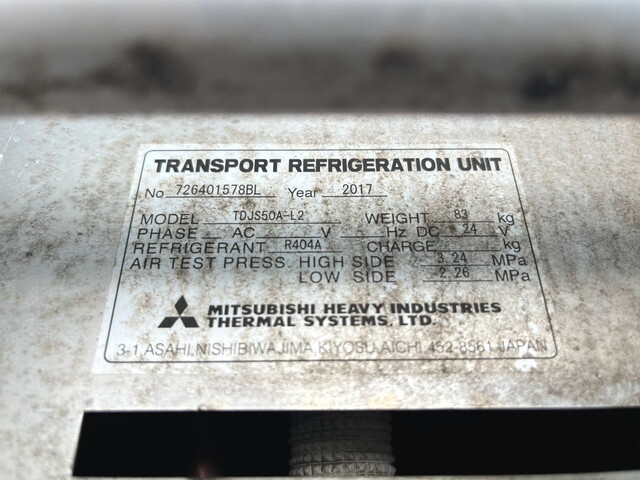 TRANSPORT REFRIGERATION UNIT
No 726401578BL Year 2017
MODEL TDJS50A-L2 WEIGHT 83 kg
PHASE AC V Hz DC 24 V
REFRIGERANT R404A CHARGE kg
AIR TEST PRESS. HIGH SIDE 3.24 MPa
LOW SIDE 2.26 MPa
MITSUBISHI HEAVY INDUSTRIES
THERMAL SYSTEMS, LTD.
3-1, ASAHI, NISHIBIWAJIMA, KIYOSU, AICHI, 452-8561, JAPAN